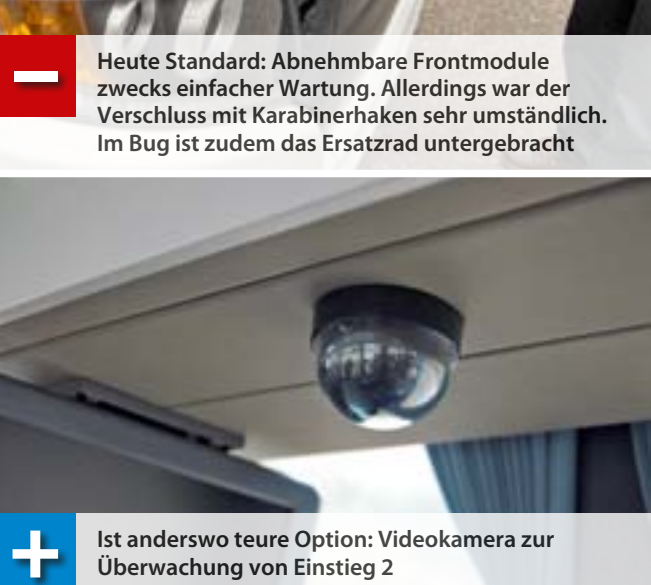 Heute Standard: Abnehmbare Frontmodule
zwecks einfacher Wartung. Allerdings war der
Verschluss mit Karabinerhaken sehr umständlich.
Im Bug ist zudem das Ersatzrad untergebracht
Ist anderswo teure Option: Videokamera zur
Überwachung von Einstieg 2